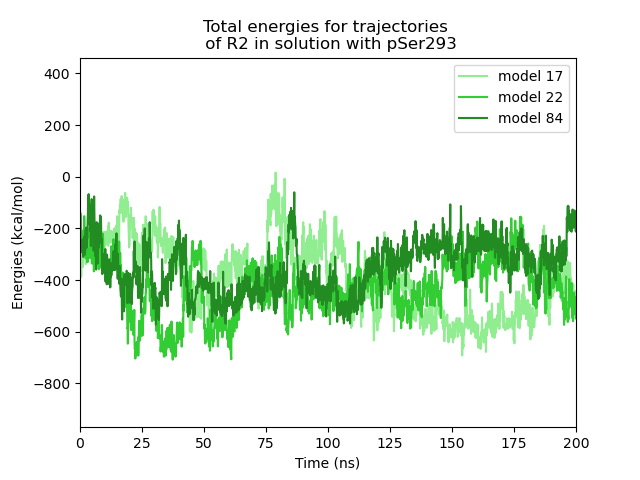 Total energies for trajectories
of R2 in solution with pSer293
model 17
model 22
model 84
Energies (kcal/mol)
400
200
0
−200
−400
−600
−800
0 25 50 75 100 125 150 175 200
Time (ns)